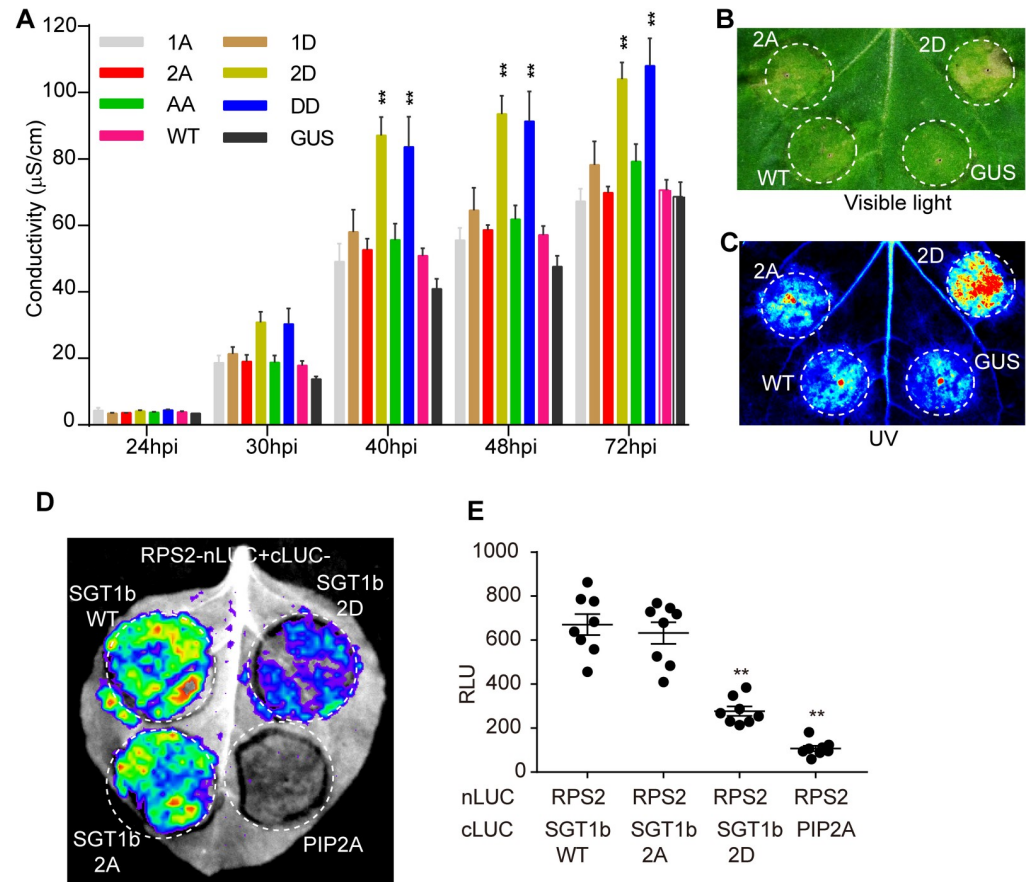 A
120
100
80
60
40
20
0
Conductivity (µS/cm)
1A
1D
2A
2D
AA
DD
WT
GUS
**
**
**
**
**
**
24hpi
30hpi
40hpi
48hpi
72hpi
B
2A
2D
WT
GUS
Visible light
C
2A
2D
WT
GUS
UV
D
RPS2-nLUC+cLUC-
SGT1b
WT
SGT1b
2D
SGT1b
2A
PIP2A
E
1000
800
600
400
200
0
RLU
**
**
nLUC RPS2 RPS2 RPS2 RPS2
cLUC SGT1b SGT1b SGT1b PIP2A
WT 2A 2D